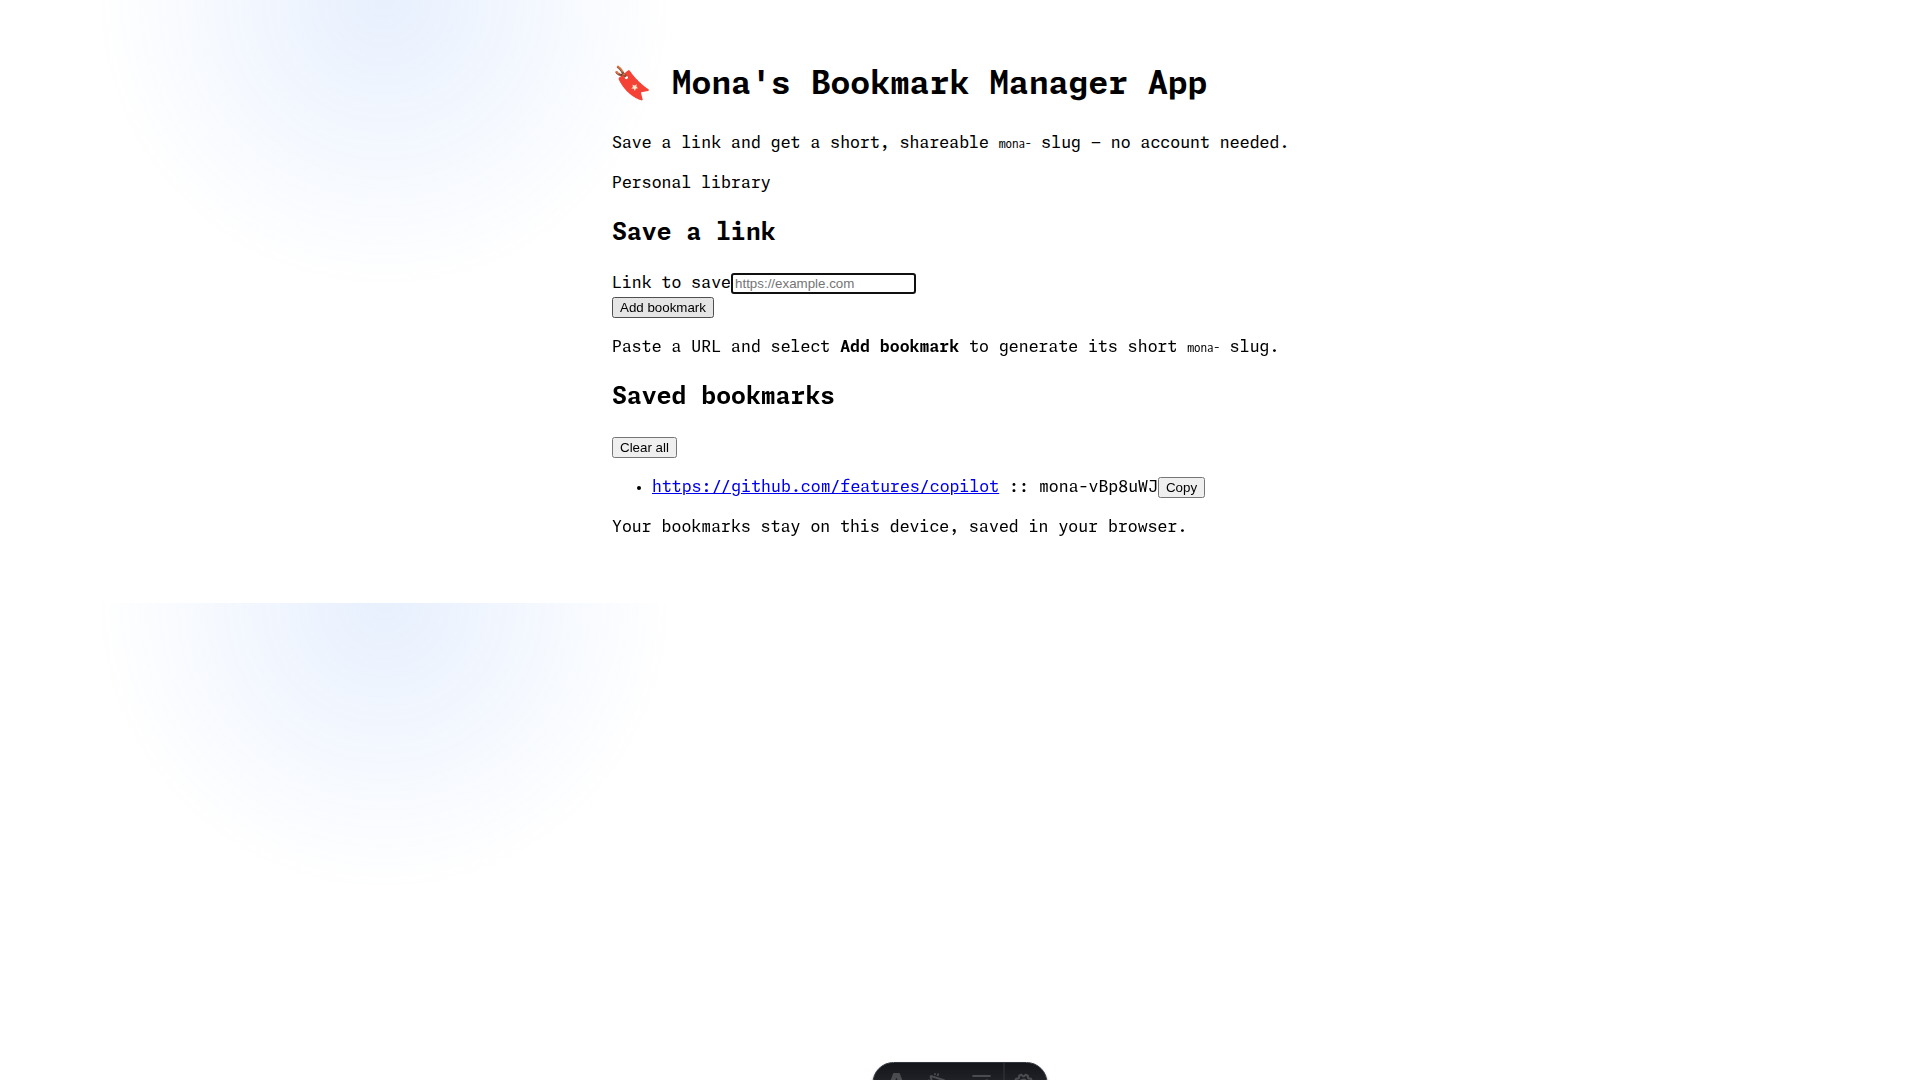 🔖 Mona's Bookmark Manager App
Save a link and get a short, shareable mona- slug — no account needed.
Personal library
Save a link
Link to save https://example.com
Add bookmark
Paste a URL and select Add bookmark to generate its short mona- slug.
Saved bookmarks
Clear all
• https://github.com/features/copilot :: mona-vBp8uWJ Copy
Your bookmarks stay on this device, saved in your browser.